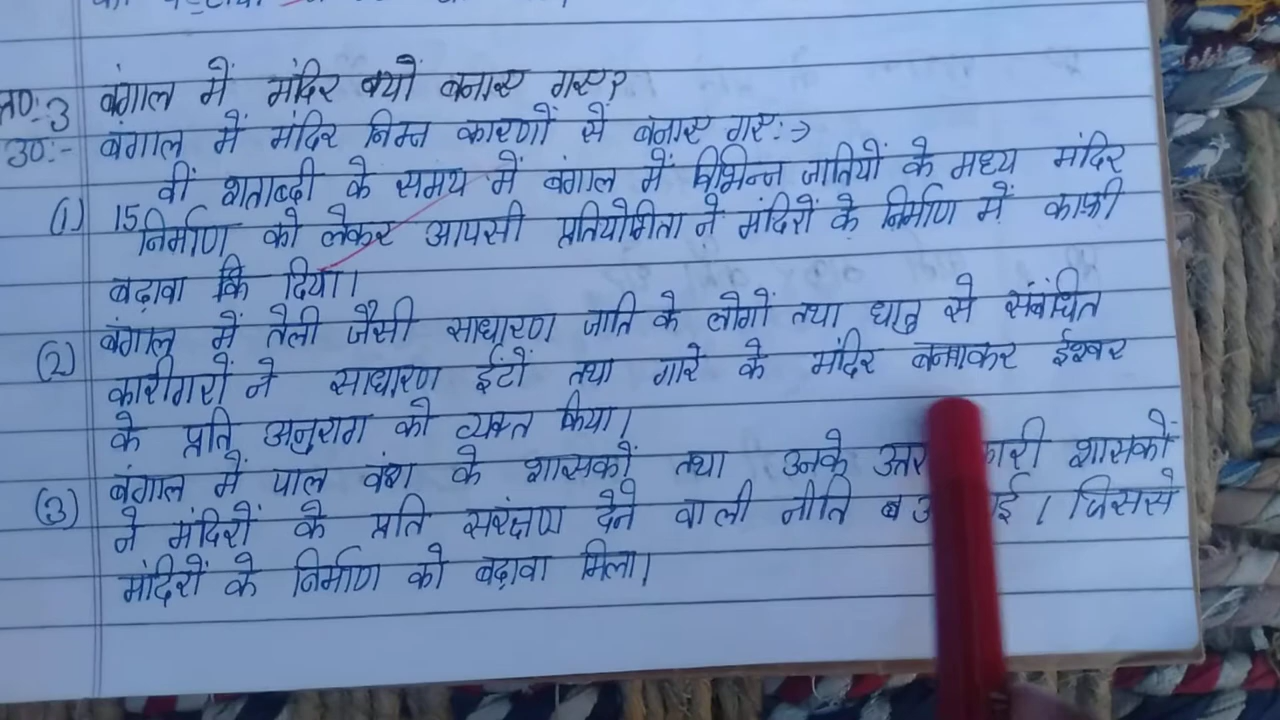 प्र०:-3 बंगाल में मंदिर क्यों बनाए गए?
उ०:- बंगाल में मंदिर निम्न कारणों से बनाए गए:→
(1) 15 वीं शताब्दी के समय में बंगाल में विभिन्न जातियों के मध्य मंदिर
निर्माण को लेकर आपसी प्रतियोगिता ने मंदिरों के निर्माण में काफी
बढ़ावा दिया।
(2) बंगाल में तेली जैसी साधारण जाति के लोगों तथा धातु से संबंधित
कारीगरों ने साधारण ईंटों तथा गारे के मंदिर बनाकर ईश्वर
के प्रति अनुराग को व्यक्त किया।
(3) बंगाल में पाल वंश के शासकों तथा उनके शासकों
ने मंदिरों के प्रति सरंक्षण देने वाली नीति । जिससे
मंदिरों के निर्माण को बढ़ावा मिला।